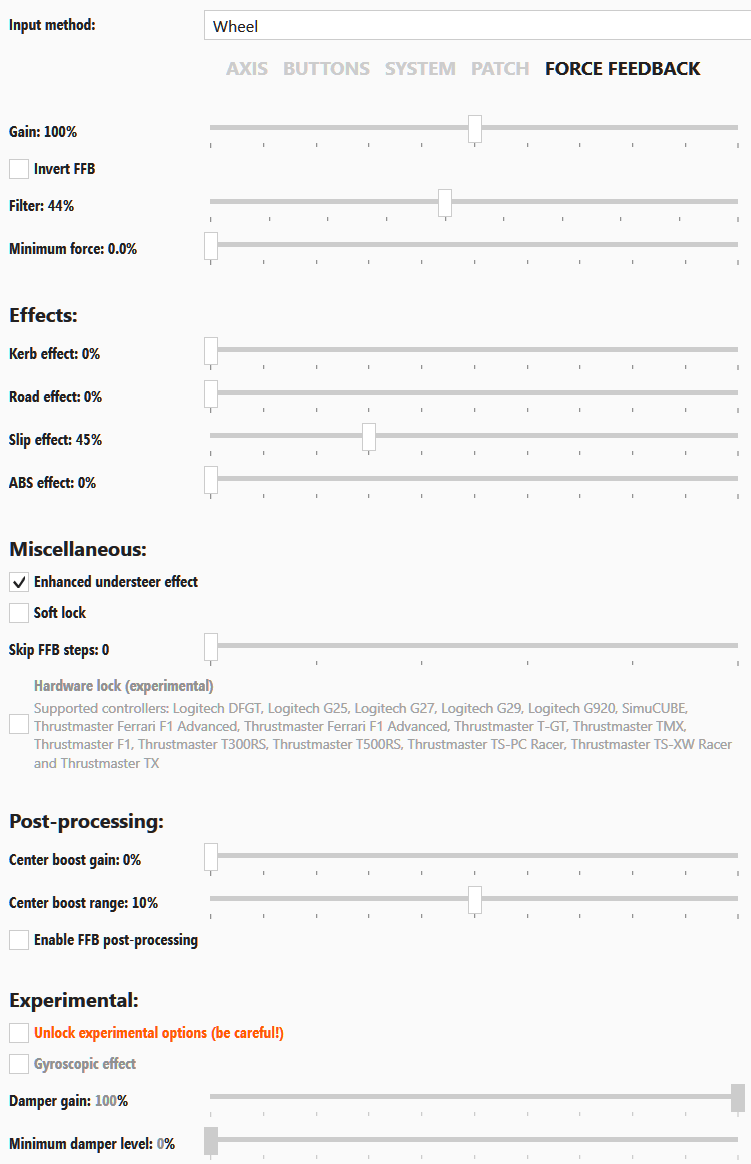 Input method: Wheel
AXIS BUTTONS SYSTEM PATCH FORCE FEEDBACK
Gain: 100%
Invert FFB
Filter: 44%
Minimum force: 0.0%
Effects:
Kerb effect: 0%
Road effect: 0%
Slip effect: 45%
ABS effect: 0%
Miscellaneous:
Enhanced understeer effect
Soft lock
Skip FFB steps: 0
Hardware lock (experimental)
Supported controllers: Logitech DFGT, Logitech G25, Logitech G27, Logitech G29, Logitech G920, SimuCUBE,
Thrustmaster Ferrari F1 Advanced, Thrustmaster Ferrari F1 Advanced, Thrustmaster T-GT, Thrustmaster TMX,
Thrustmaster F1, Thrustmaster T300RS, Thrustmaster T500RS, Thrustmaster TS-PC Racer, Thrustmaster TS-XW Racer
and Thrustmaster TX
Post-processing:
Center boost gain: 0%
Center boost range: 10%
Enable FFB post-processing
Experimental:
Unlock experimental options (be careful!)
Gyroscopic effect
Damper gain: 100%
Minimum damper level: 0%